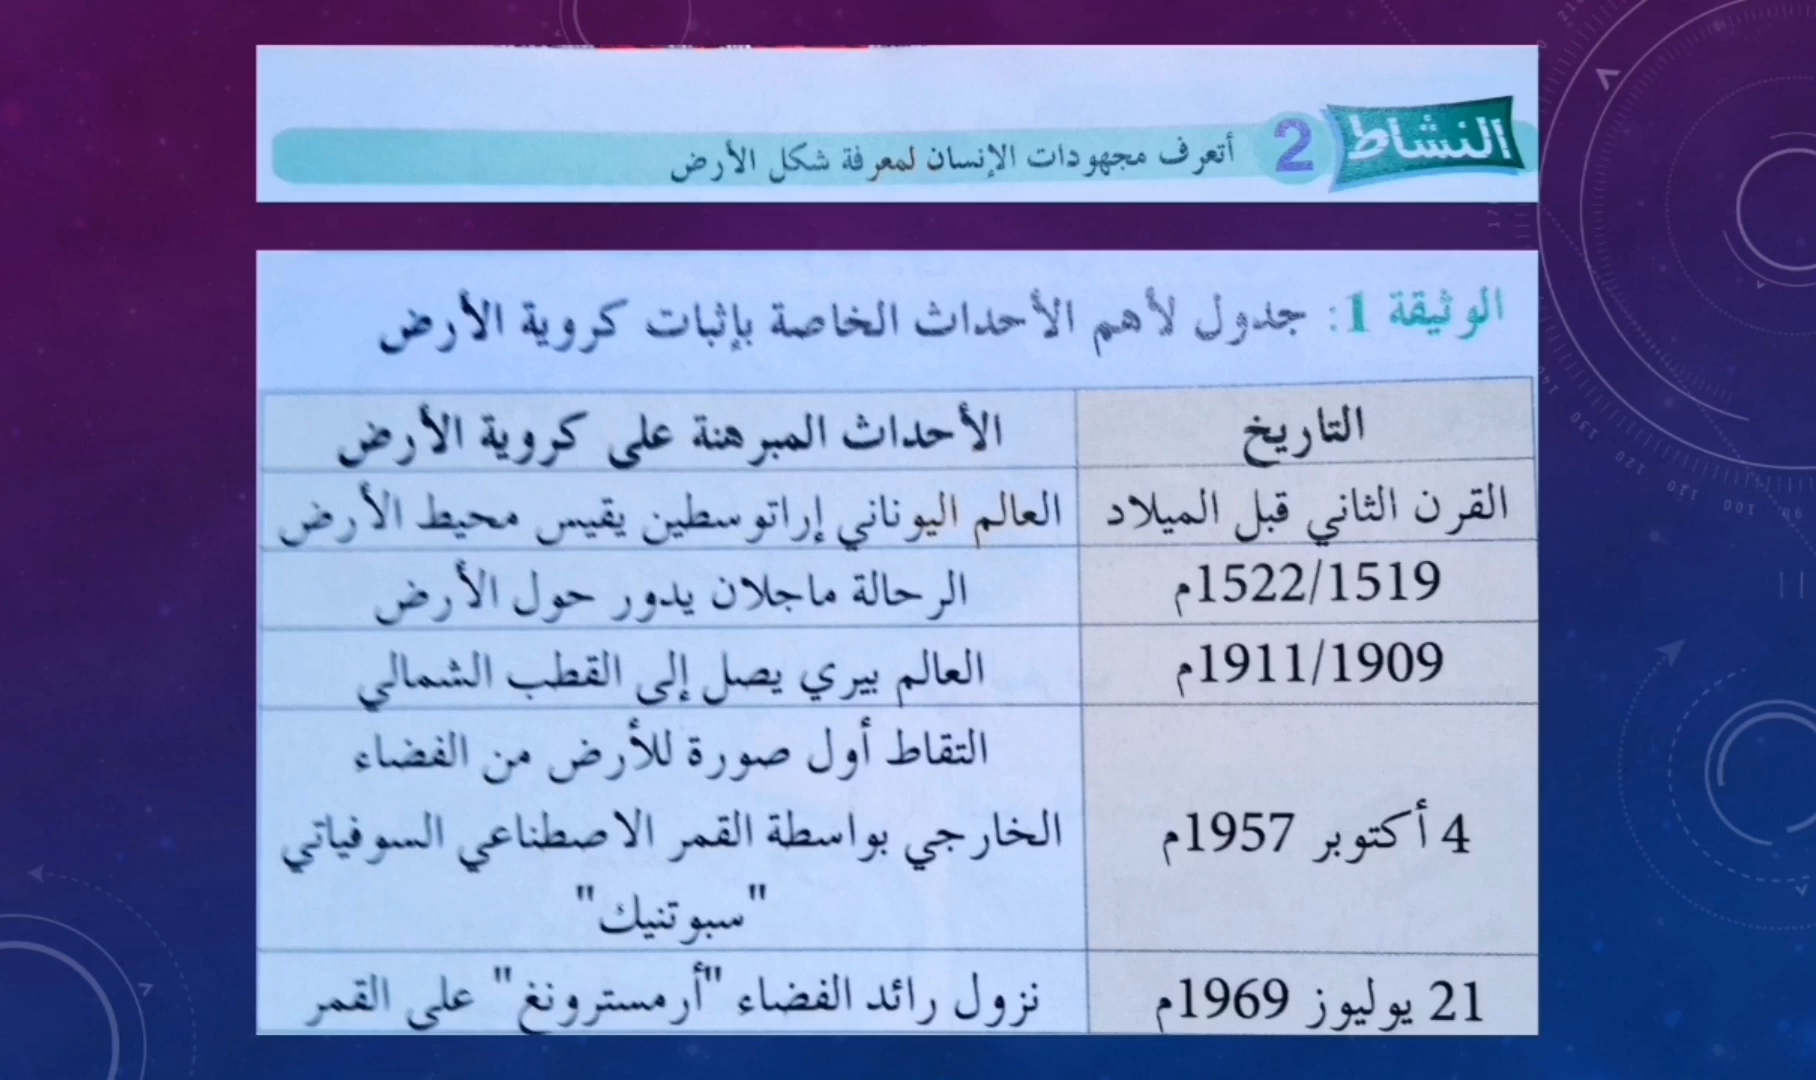 النشاط 2 أتعرف مجهودات الإنسان لمعرفة شكل الأرض
الوثيقة 1: جدول لأهم الأحداث الخاصة بإثبات كروية الأرض
التاريخ الأحداث المبرهنة على كروية الأرض
القرن الثاني قبل الميلاد العالم اليوناني إراتوسطين يقيس محيط الأرض
1522/1519م الرحالة ماجلان يدور حول الأرض
1911/1909م العالم بيري يصل إلى القطب الشمالي
التقاط أول صورة للأرض من الفضاء
4 أكتوبر 1957م الخارجي بواسطة القمر الاصطناعي السوفياتي
"سبوتنيك"
21 يوليوز 1969م نزول رائد الفضاء "أرمسترونغ" على القمر